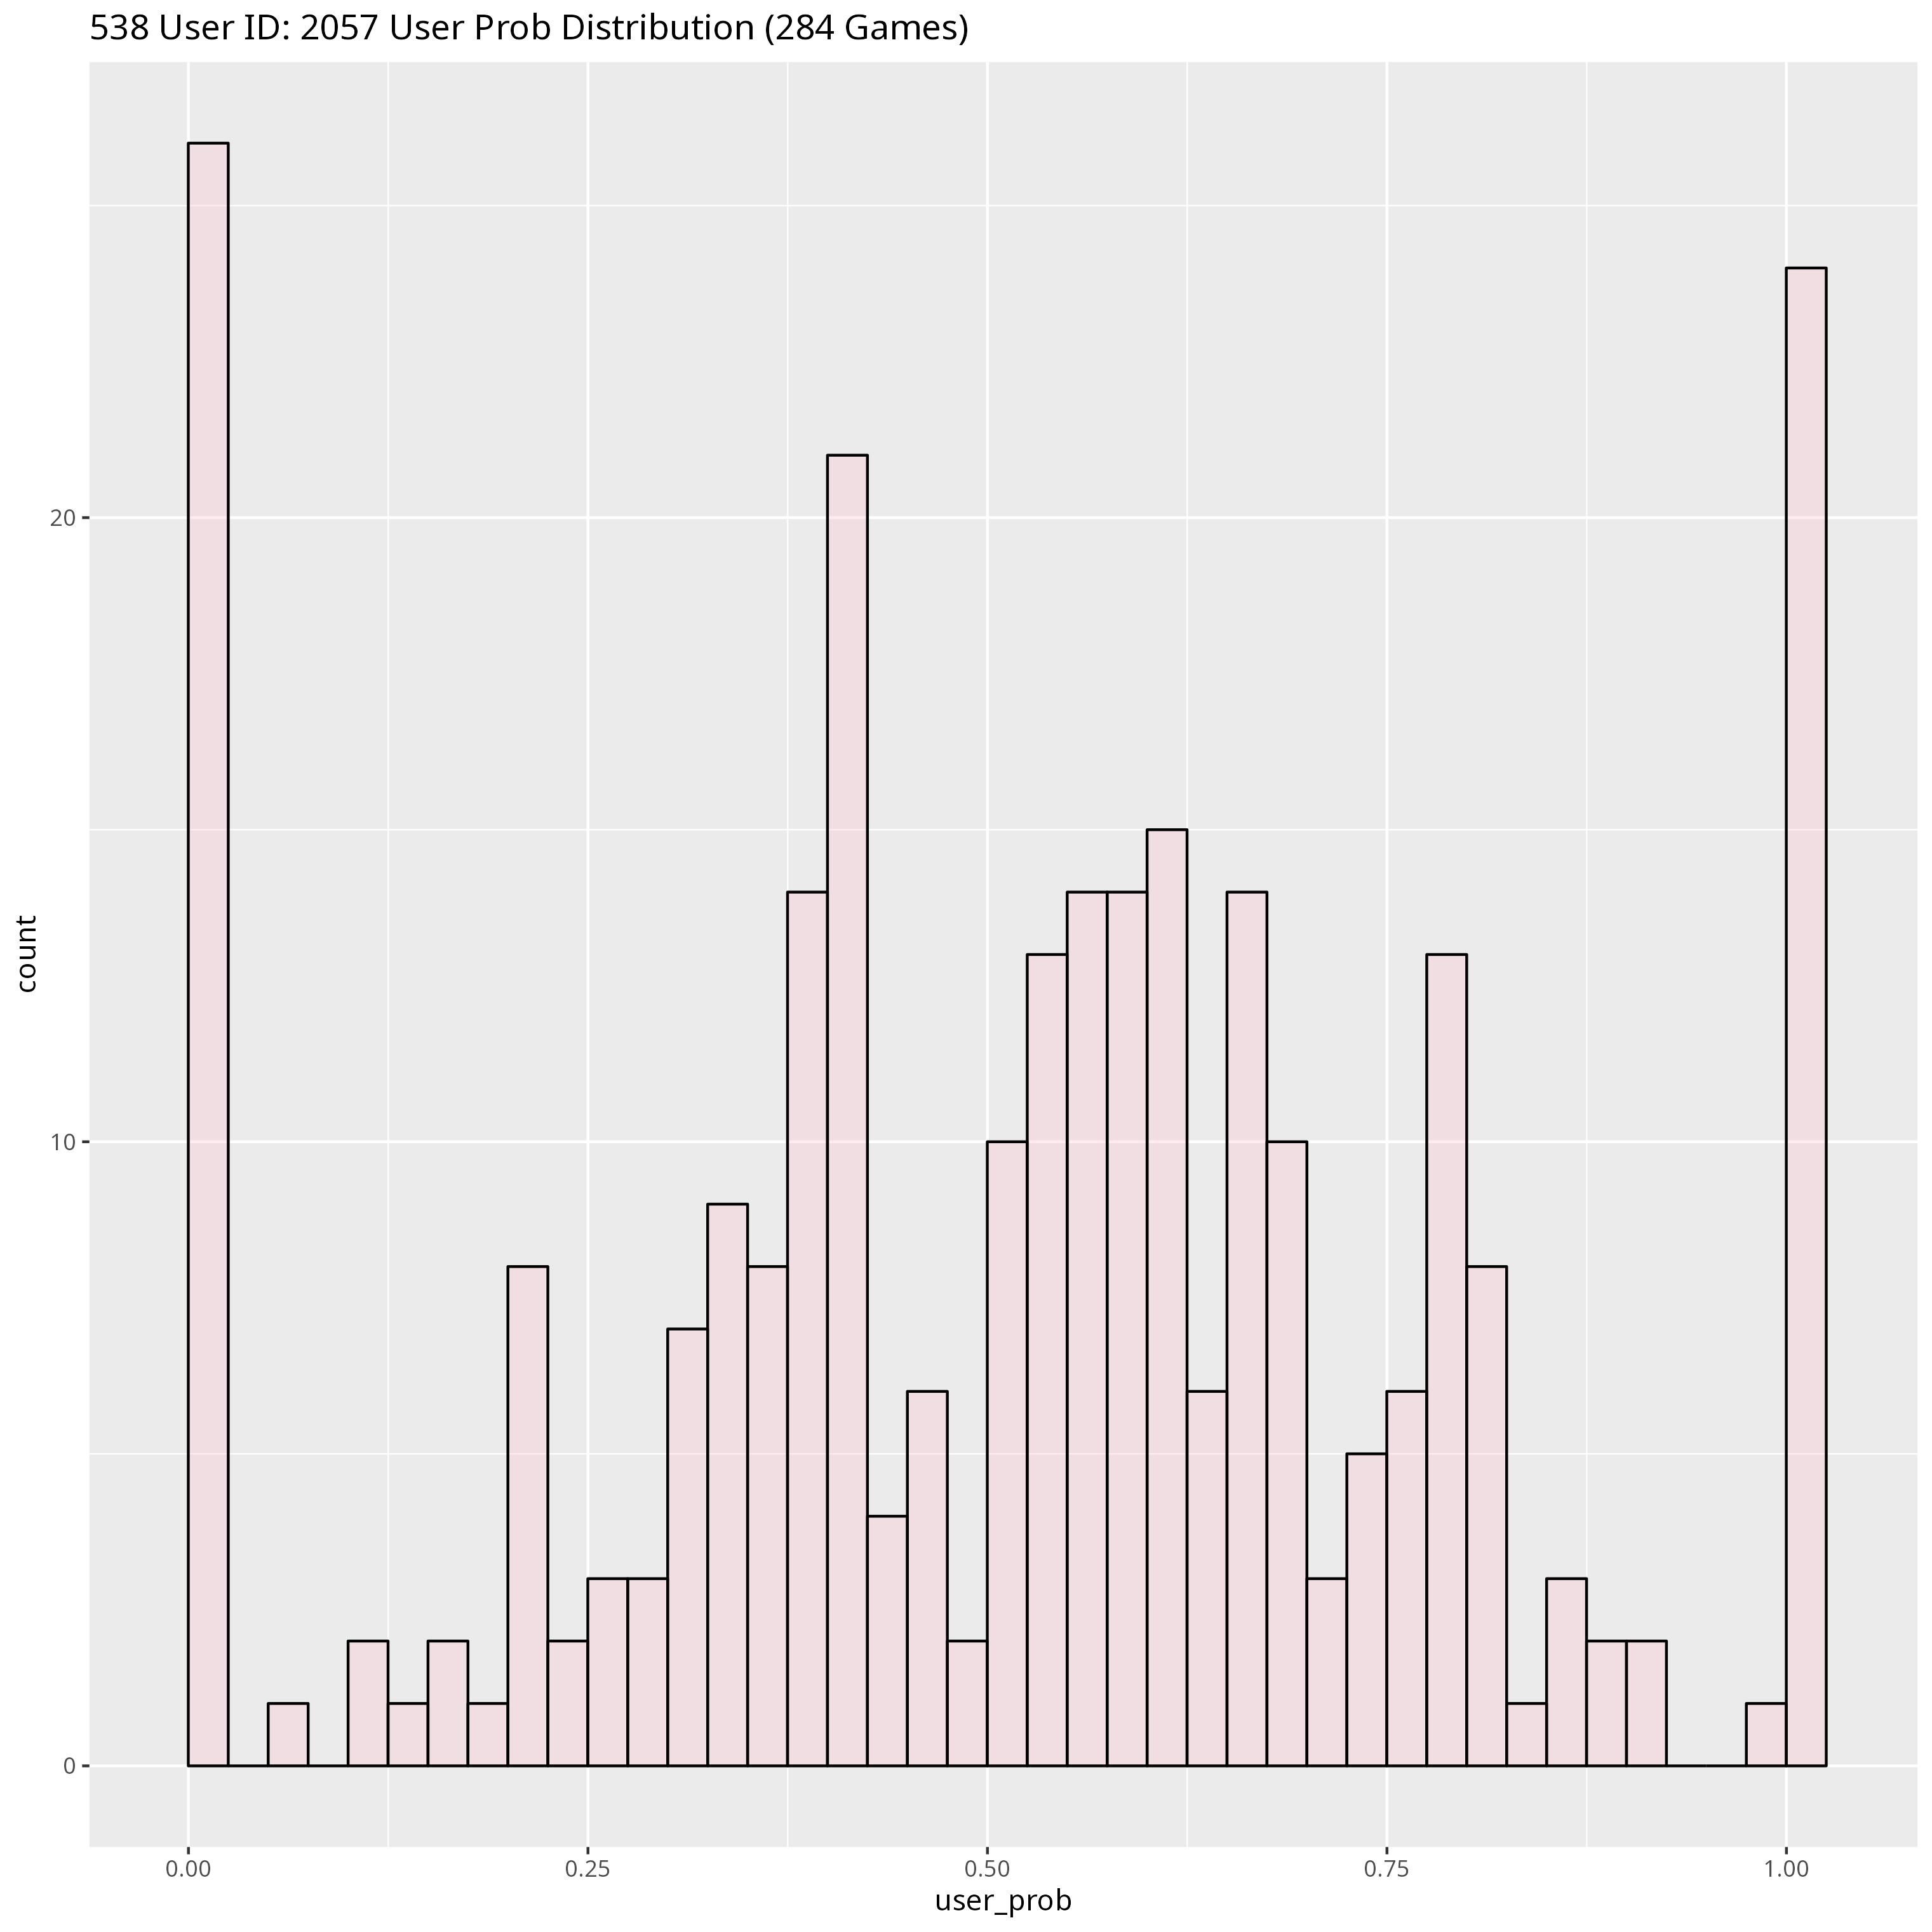 538 User ID: 2057 User Prob Distribution (284 Games)
count
20
10
0
0.00 0.25 0.50 0.75 1.00
user_prob